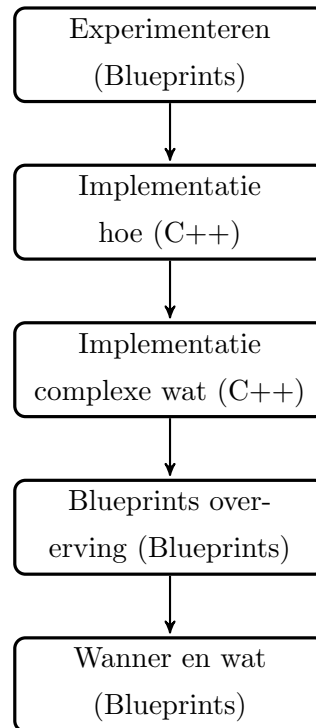 Experimenteren
(Blueprints)
Implementatie
hoe (C++)
Implementatie
complexe wat (C++)
Blueprints over-
erving (Blueprints)
Wanner en wat
(Blueprints)